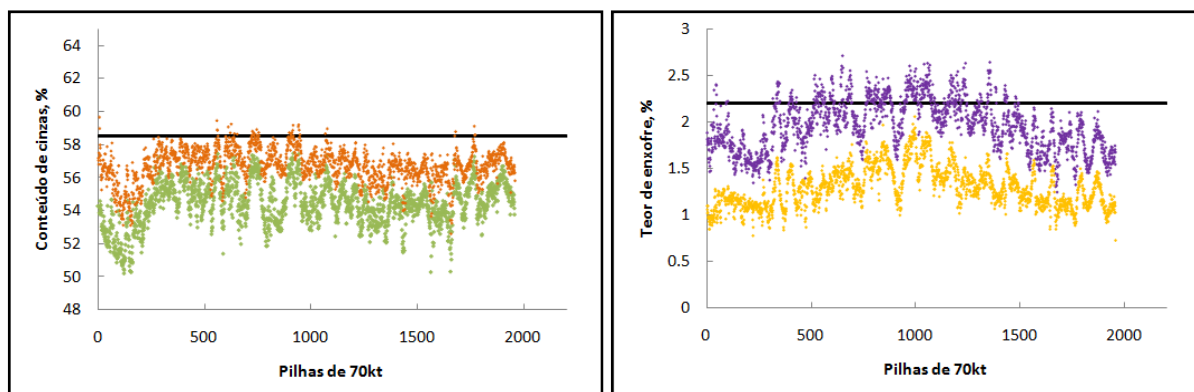 Conteúdo de cinzas, %
64
62
60
58
56
54
52
50
48
0 500 1000 1500 2000
Pilhas de 70kt
Teor de enxofre, %
3
2.5
2
1.5
1
0.5
0
0 500 1000 1500 2000
Pilhas de 70kt